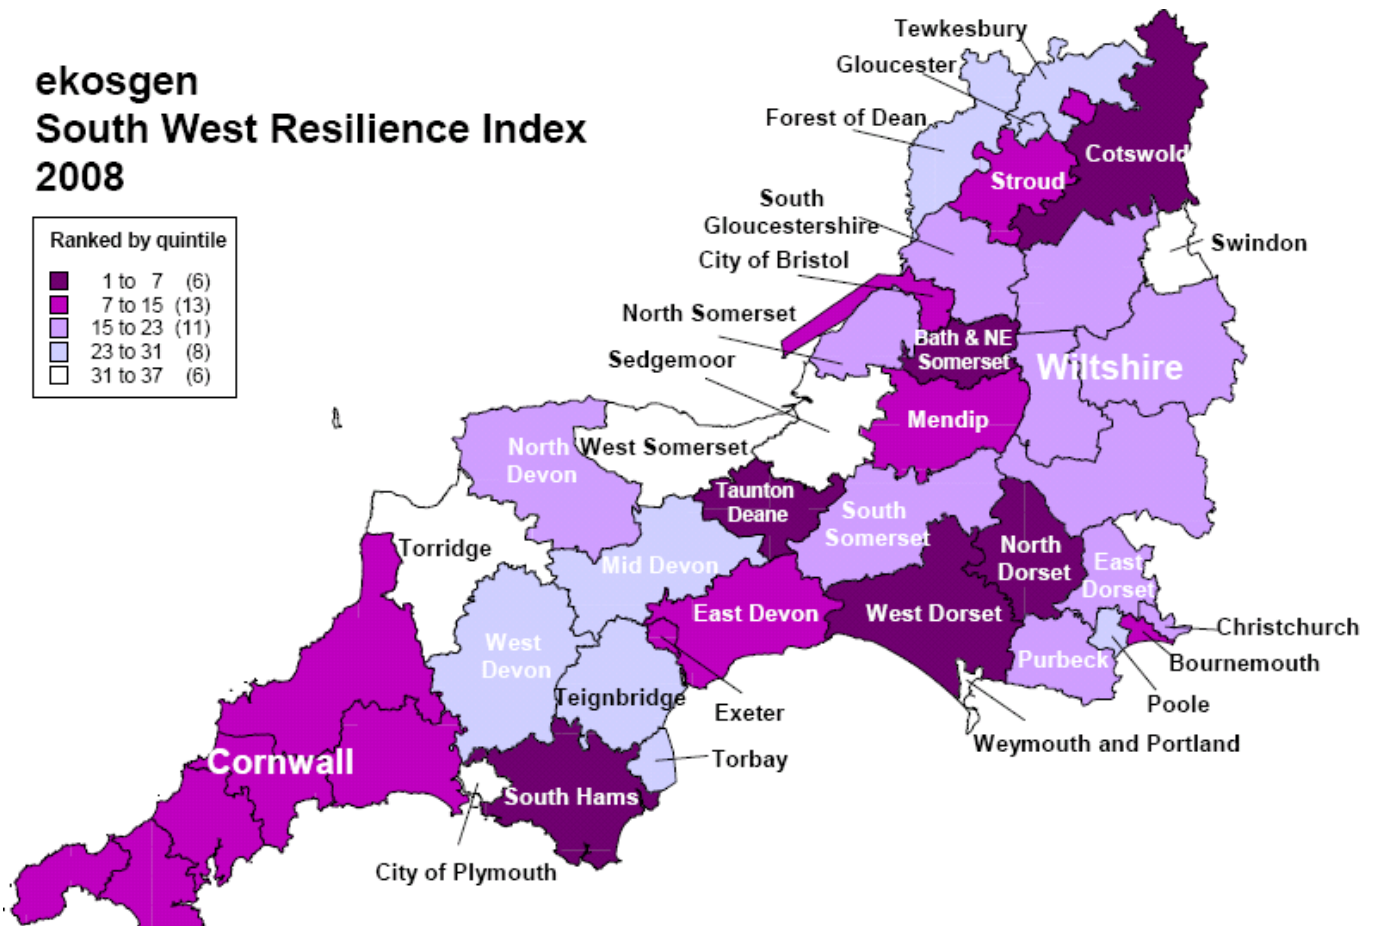 ekosgen
South West Resilience Index
2008
Ranked by quintile
1 to 7 (6)
7 to 15 (13)
15 to 23 (11)
23 to 31 (8)
31 to 37 (6)
Tewkesbury
Gloucester
Forest of Dean
Cotswold
Stroud
South
Gloucestershire
Swindon
City of Bristol
North Somerset
Bath & NE
Somerset
Sedgemoor
Wiltshire
Mendip
West Somerset
North
Devon
Taunton
Deane
South
Somerset
Torridge
North
Dorset
East
Dorset
Mid Devon
East Devon
West Dorset
Christchurch
West
Devon
Purbeck
Bournemouth
Teignbridge
Exeter
Poole
Weymouth and Portland
Cornwall
Torbay
South Hams
City of Plymouth